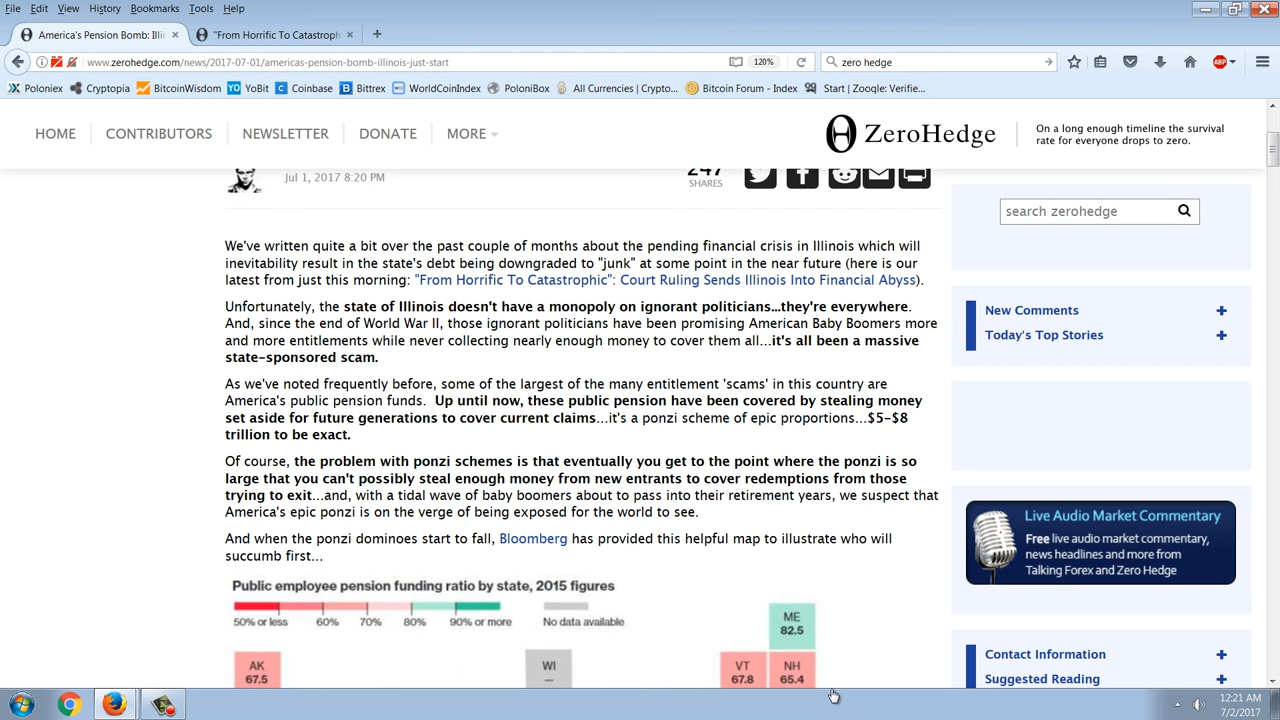 File Edit View History Bookmarks Tools Help
America's Pension Bomb: Illi × "From Horrific To Catastroph × +
www.zerohedge.com/news/2017-07-01/americas-pension-bomb-illinois-just-start 120% zero hedge ABP
Poloniex Cryptopia BitcoinWisdom YoBit Coinbase Bittrex WorldCoinIndex PoloniBox All Currencies | Crypto... Bitcoin Forum - Index Start | Zooqle: Verifie...
HOME CONTRIBUTORS NEWSLETTER DONATE MORE ZeroHedge
On a long enough timeline the survival
rate for everyone drops to zero.
Jul 1, 2017 8:20 PM
247
SHARES
search zerohedge
We've written quite a bit over the past couple of months about the pending financial crisis in Illinois which will
inevitability result in the state's debt being downgraded to "junk" at some point in the near future (here is our
latest from just this morning: "From Horrific To Catastrophic": Court Ruling Sends Illinois Into Financial Abyss).
Unfortunately, the state of Illinois doesn't have a monopoly on ignorant politicians...they're everywhere.
And, since the end of World War II, those ignorant politicians have been promising American Baby Boomers more
and more entitlements while never collecting nearly enough money to cover them all...it's all been a massive
state-sponsored scam.
As we've noted frequently before, some of the largest of the many entitlement 'scams' in this country are
America's public pension funds. Up until now, these public pension have been covered by stealing money
set aside for future generations to cover current claims...it's a ponzi scheme of epic proportions...$5-$8
trillion to be exact.
Of course, the problem with ponzi schemes is that eventually you get to the point where the ponzi is so
large that you can't possibly steal enough money from new entrants to cover redemptions from those
trying to exit...and, with a tidal wave of baby boomers about to pass into their retirement years, we suspect that
America's epic ponzi is on the verge of being exposed for the world to see.
And when the ponzi dominoes start to fall, Bloomberg has provided this helpful map to illustrate who will
succumb first...
Public employee pension funding ratio by state, 2015 figures
50% or less 60% 70% 80% 90% or more No data available
ME
82.5
AK WI VT NH
67.5 — 67.8 65.4
New Comments +
Today's Top Stories +
Live Audio Market Commentary
Free live audio market commentary,
news headlines and more from
Talking Forex and Zero Hedge
Contact Information +
Suggested Reading +
12:21 AM
7/2/2017